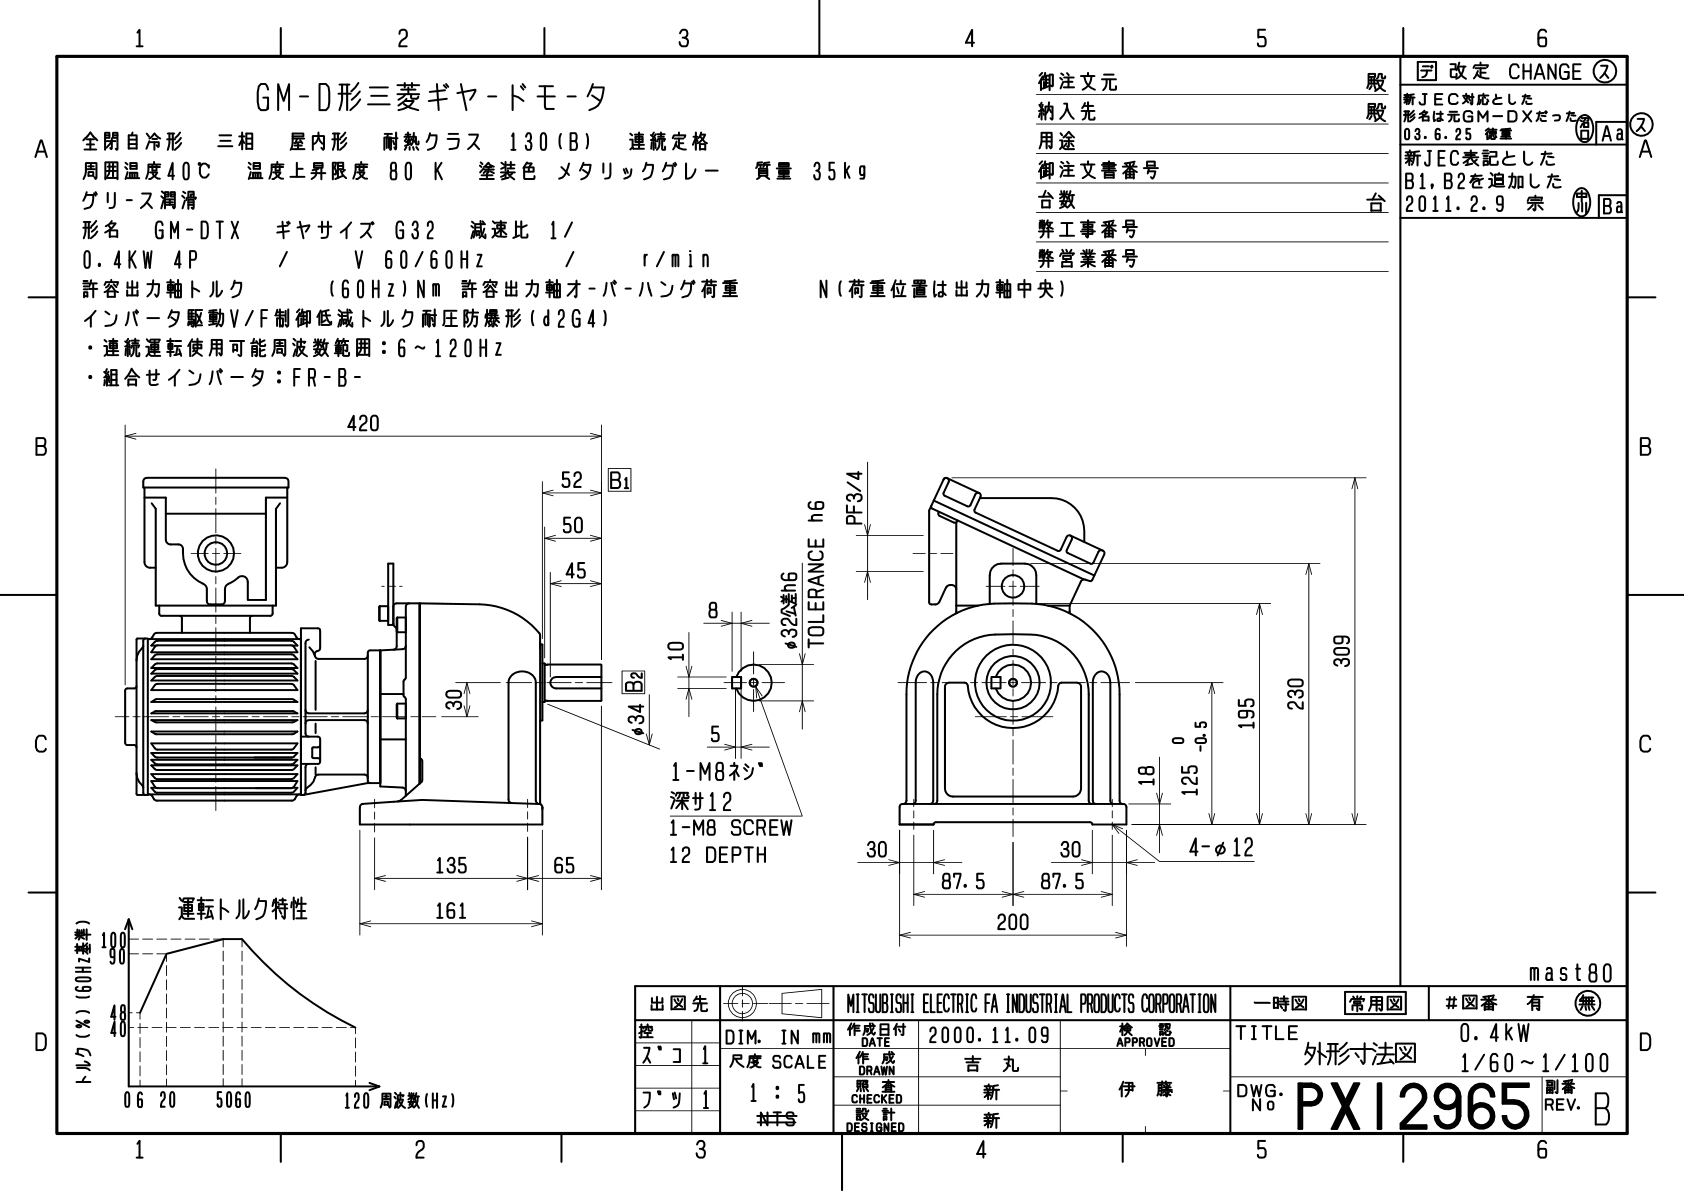 1 2 3 4 5 6
A
B
C
D
A
B
C
D
1 2 3 4 5 6
GM-D形三菱ギヤードモータ
全閉自冷形 三相 屋内形 耐熱クラス 130(B) 連続定格
周囲温度40℃ 温度上昇限度 80 K 塗装色 メタリックグレー 質量 35kg
グリース潤滑
形名 GM-DTX ギヤサイズ G32 減速比 1/
0.4KW 4P / V 60/60Hz / r/min
許容出力軸トルク (60Hz)Nm 許容出力軸オーバーハング荷重 N(荷重位置は出力軸中央)
インバータ駆動V/F制御低減トルク耐圧防爆形(d2G4)
・連続運転使用可能周波数範囲:6~120Hz
・組合せインバータ:FR-B-
御注文元 殿
納入先 殿
用途
御注文書番号
台数 台
弊工事番号
弊営業番号
デ 改定 CHANGE ス
新JEC対応とした
形名は元GM-DXだった
03.6.25 徳重 Aa ス
新JEC表記とした
B1,B2を追加した
2011.2.9 宗 Ba
420
52 B1
50
45
30
B2
φ34
135 65
161
8
10
5
φ32公差h6
TOLERANCE h6
1-M8ネジ
深サ12
1-M8 SCREW
12 DEPTH
PF3/4
309
230
195
125 0 -0.5
18
4-φ12
30 30
87.5 87.5
200
運転トルク特性
トルク(%)(60Hz基準)
100
90
48
40
0 6 20 50 60 120 周波数(Hz)
mast80
出図先
控
ズコ 1
ブツ 1
DIM. IN mm
尺度 SCALE
1 : 5
NTS
MITSUBISHI ELECTRIC FA INDUSTRIAL PRODUCTS CORPORATION
作成日付 DATE 2000.11.09
作成 DRAWN 吉丸
照査 CHECKED 新
設計 DESIGNED 新
検認 APPROVED
伊藤
一時図 常用図 #図番 有 無
TITLE
外形寸法図
0.4kW
1/60~1/100
DWG. No PX12965
副番 REV. B